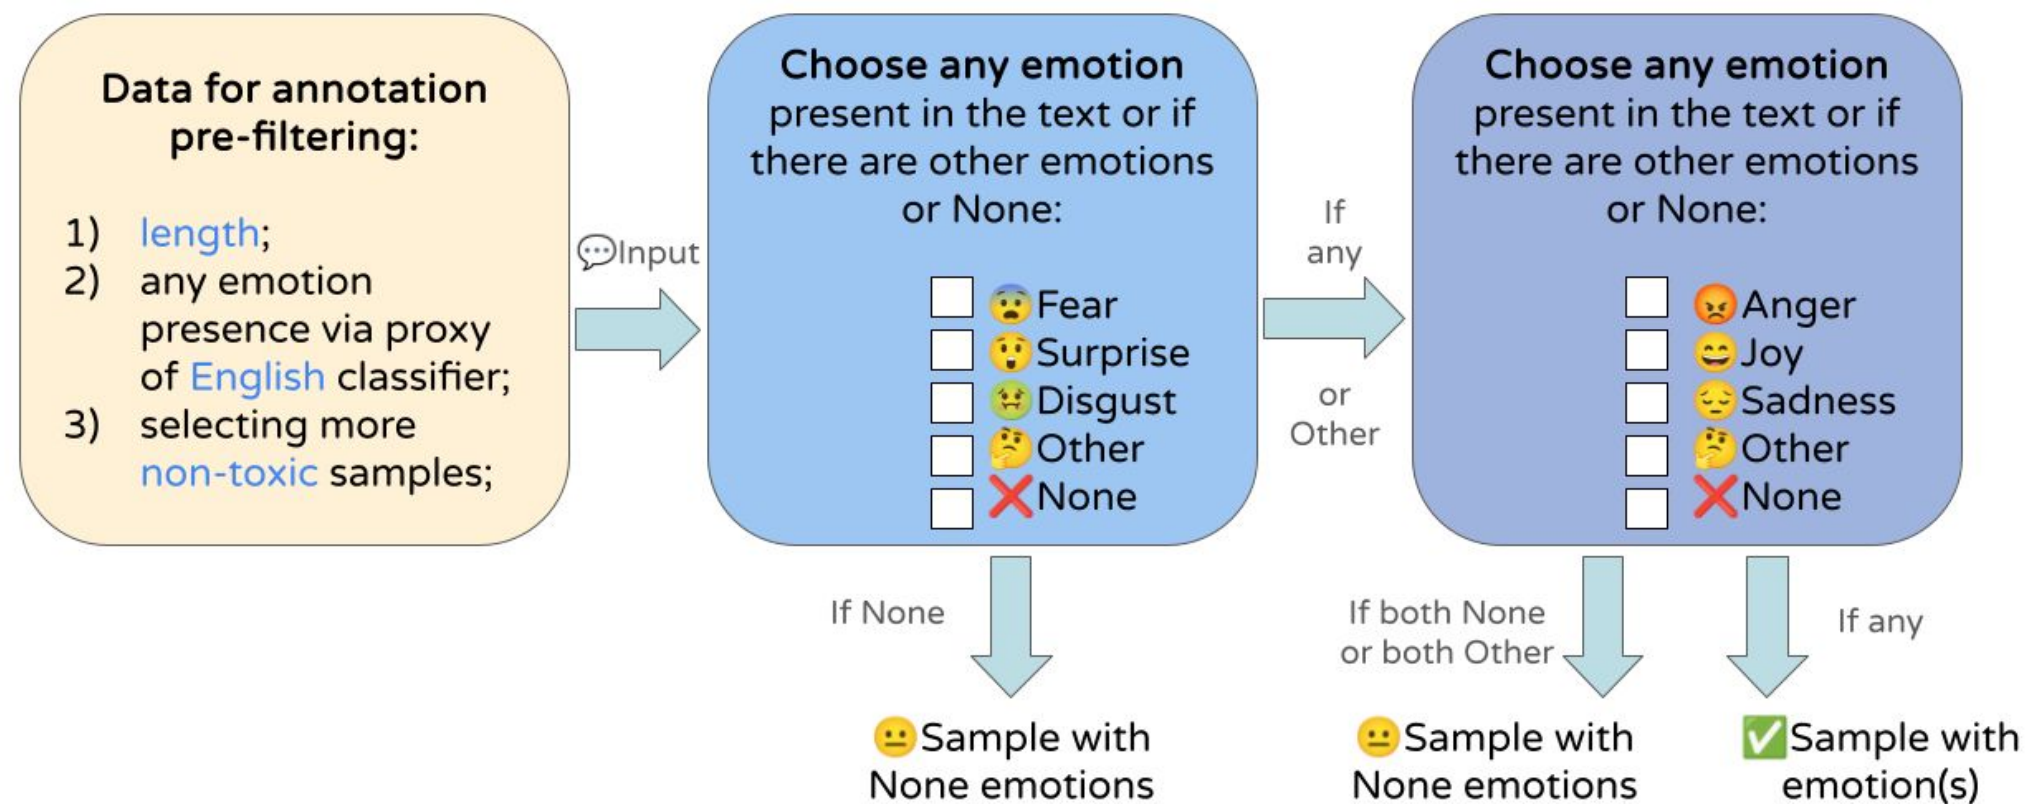 Data for annotation
pre-filtering:
1) length;
2) any emotion
presence via proxy
of English classifier;
3) selecting more
non-toxic samples;
💬Input
Choose any emotion
present in the text or if
there are other emotions
or None:
😨Fear
😲Surprise
🤢Disgust
🤔Other
❌None
If
any
or
Other
Choose any emotion
present in the text or if
there are other emotions
or None:
😡Anger
😄Joy
😔Sadness
🤔Other
❌None
If None
😐Sample with
None emotions
If both None
or both Other
😐Sample with
None emotions
If any
✅Sample with
emotion(s)